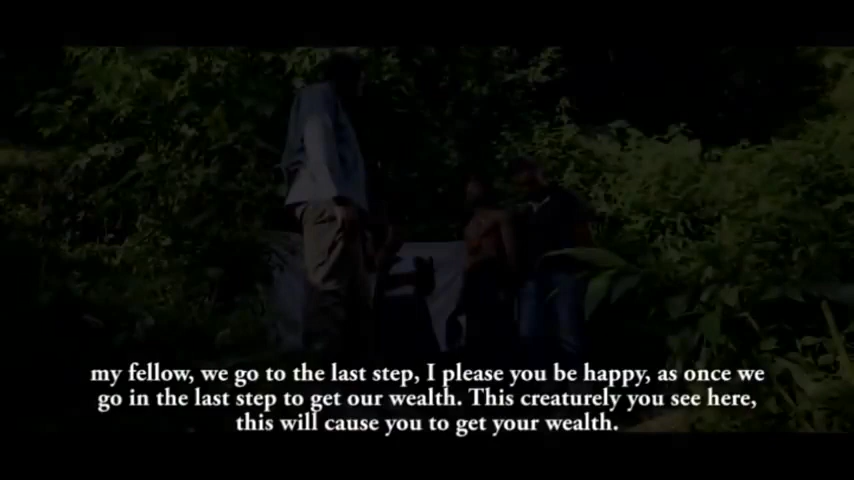 my fellow, we go to the last step, I please you be happy, as once we
go in the last step to get our wealth. This creaturely you see here,
this will cause you to get your wealth.